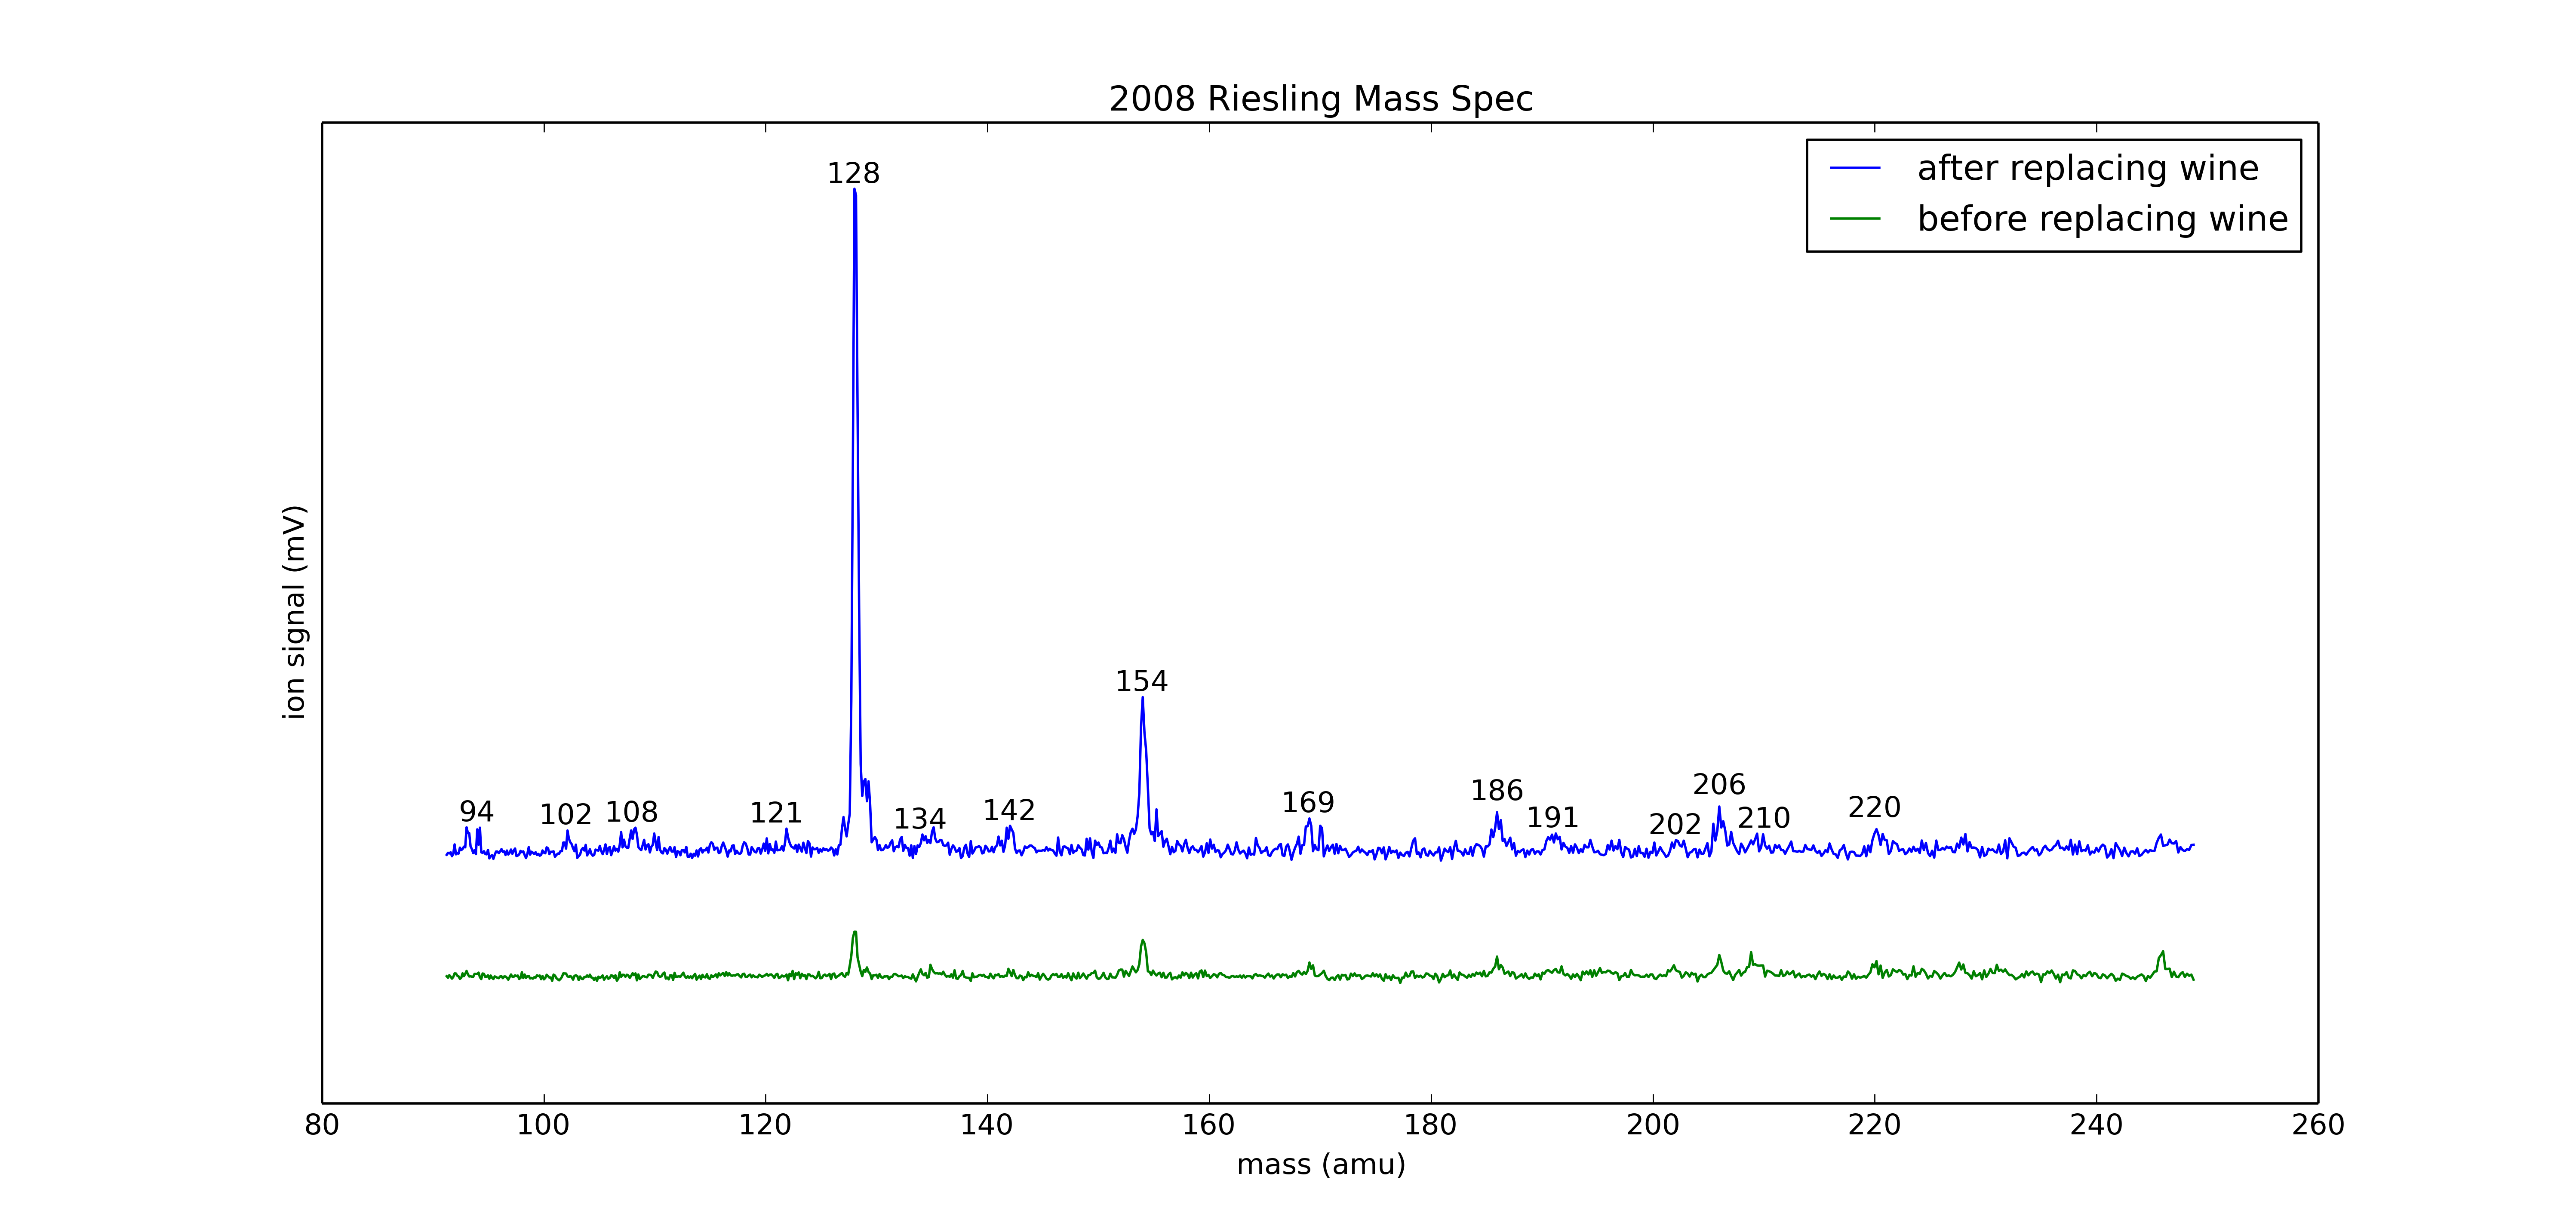 2008 Riesling Mass Spec
after replacing wine
before replacing wine
128
154
94
102
108
121
134
142
169
186
191
202
206
210
220
ion signal (mV)
80 100 120 140 160 180 200 220 240 260
mass (amu)